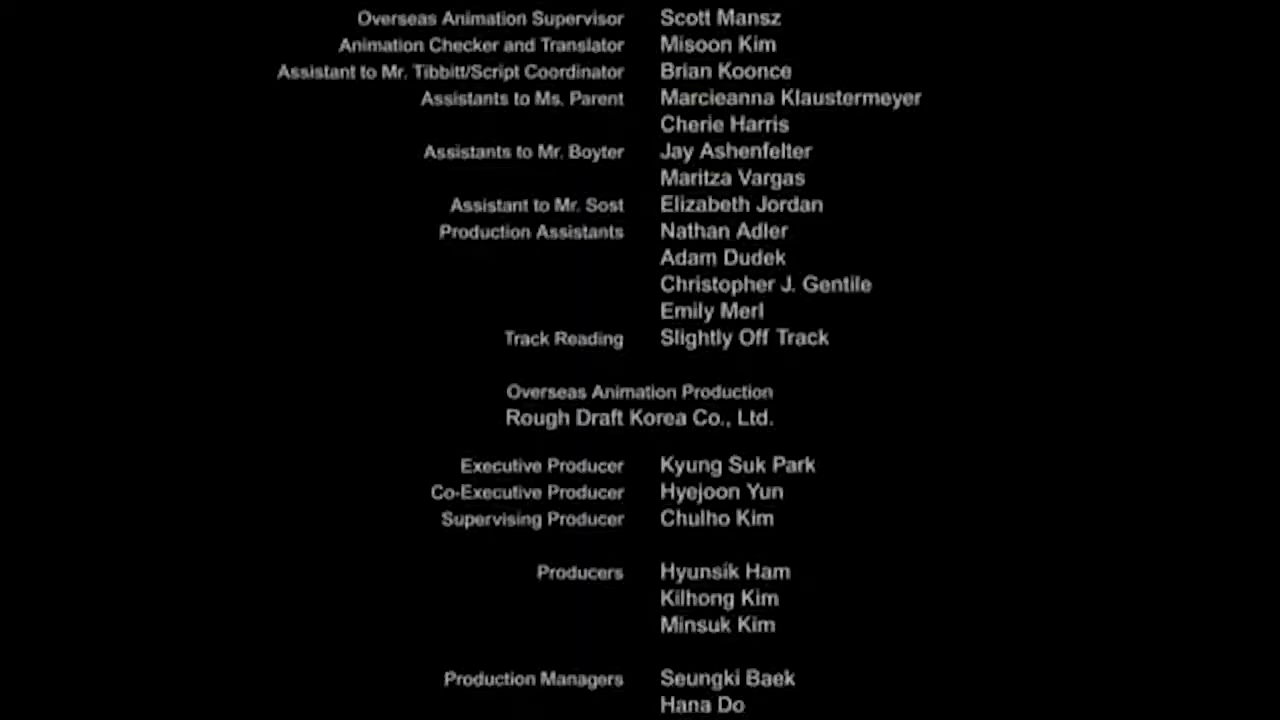 Overseas Animation Supervisor Scott Mansz
Animation Checker and Translator Misoon Kim
Assistant to Mr. Tibbitt/Script Coordinator Brian Koonce
Assistants to Ms. Parent Marcieanna Klaustermeyer
Cherie Harris
Assistants to Mr. Boyter Jay Ashenfelter
Maritza Vargas
Assistant to Mr. Sost Elizabeth Jordan
Production Assistants Nathan Adler
Adam Dudek
Christopher J. Gentile
Emily Merl
Track Reading Slightly Off Track
Overseas Animation Production
Rough Draft Korea Co., Ltd.
Executive Producer Kyung Suk Park
Co-Executive Producer Hyejoon Yun
Supervising Producer Chulho Kim
Producers Hyunsik Ham
Kilhong Kim
Minsuk Kim
Production Managers Seungki Baek
Hana Do